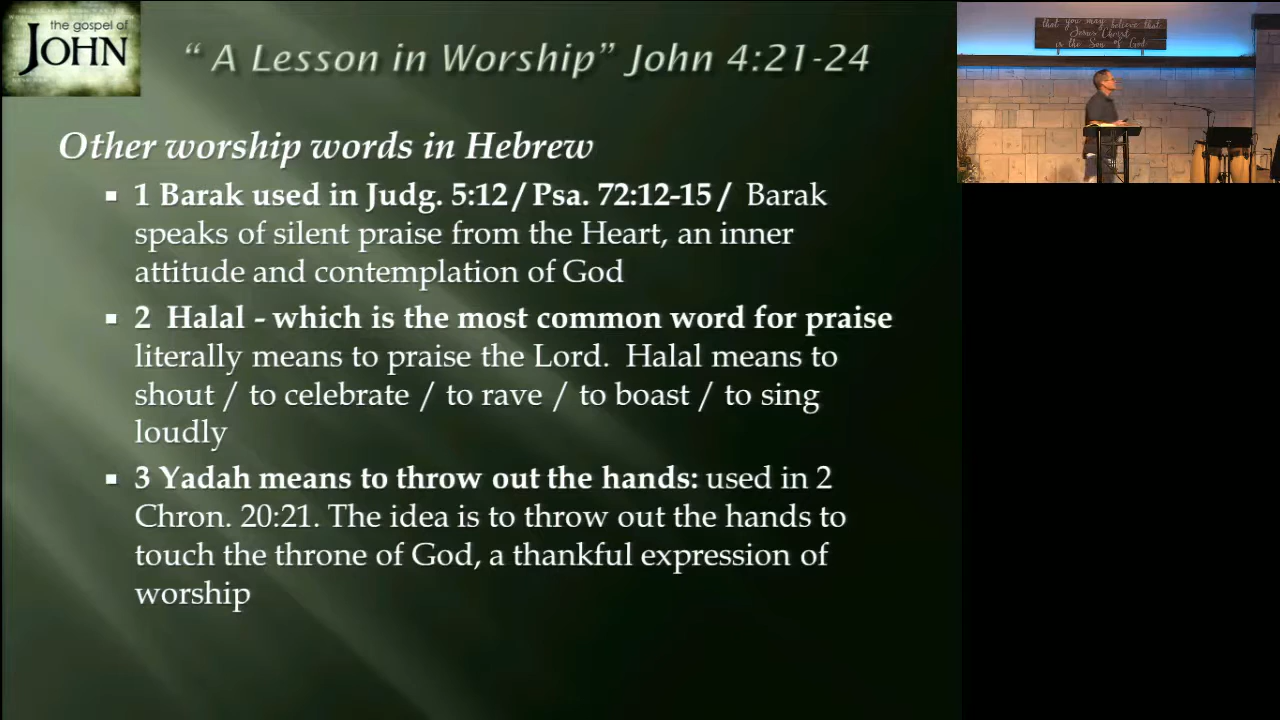 the gospel of
JOHN
“ A Lesson in Worship” John 4:21-24
that you may believe that
Jesus Christ
is the Son of God
Other worship words in Hebrew
▪ 1 Barak used in Judg. 5:12 / Psa. 72:12-15 / Barak
speaks of silent praise from the Heart, an inner
attitude and contemplation of God
▪ 2 Halal - which is the most common word for praise
literally means to praise the Lord. Halal means to
shout / to celebrate / to rave / to boast / to sing
loudly
▪ 3 Yadah means to throw out the hands: used in 2
Chron. 20:21. The idea is to throw out the hands to
touch the throne of God, a thankful expression of
worship